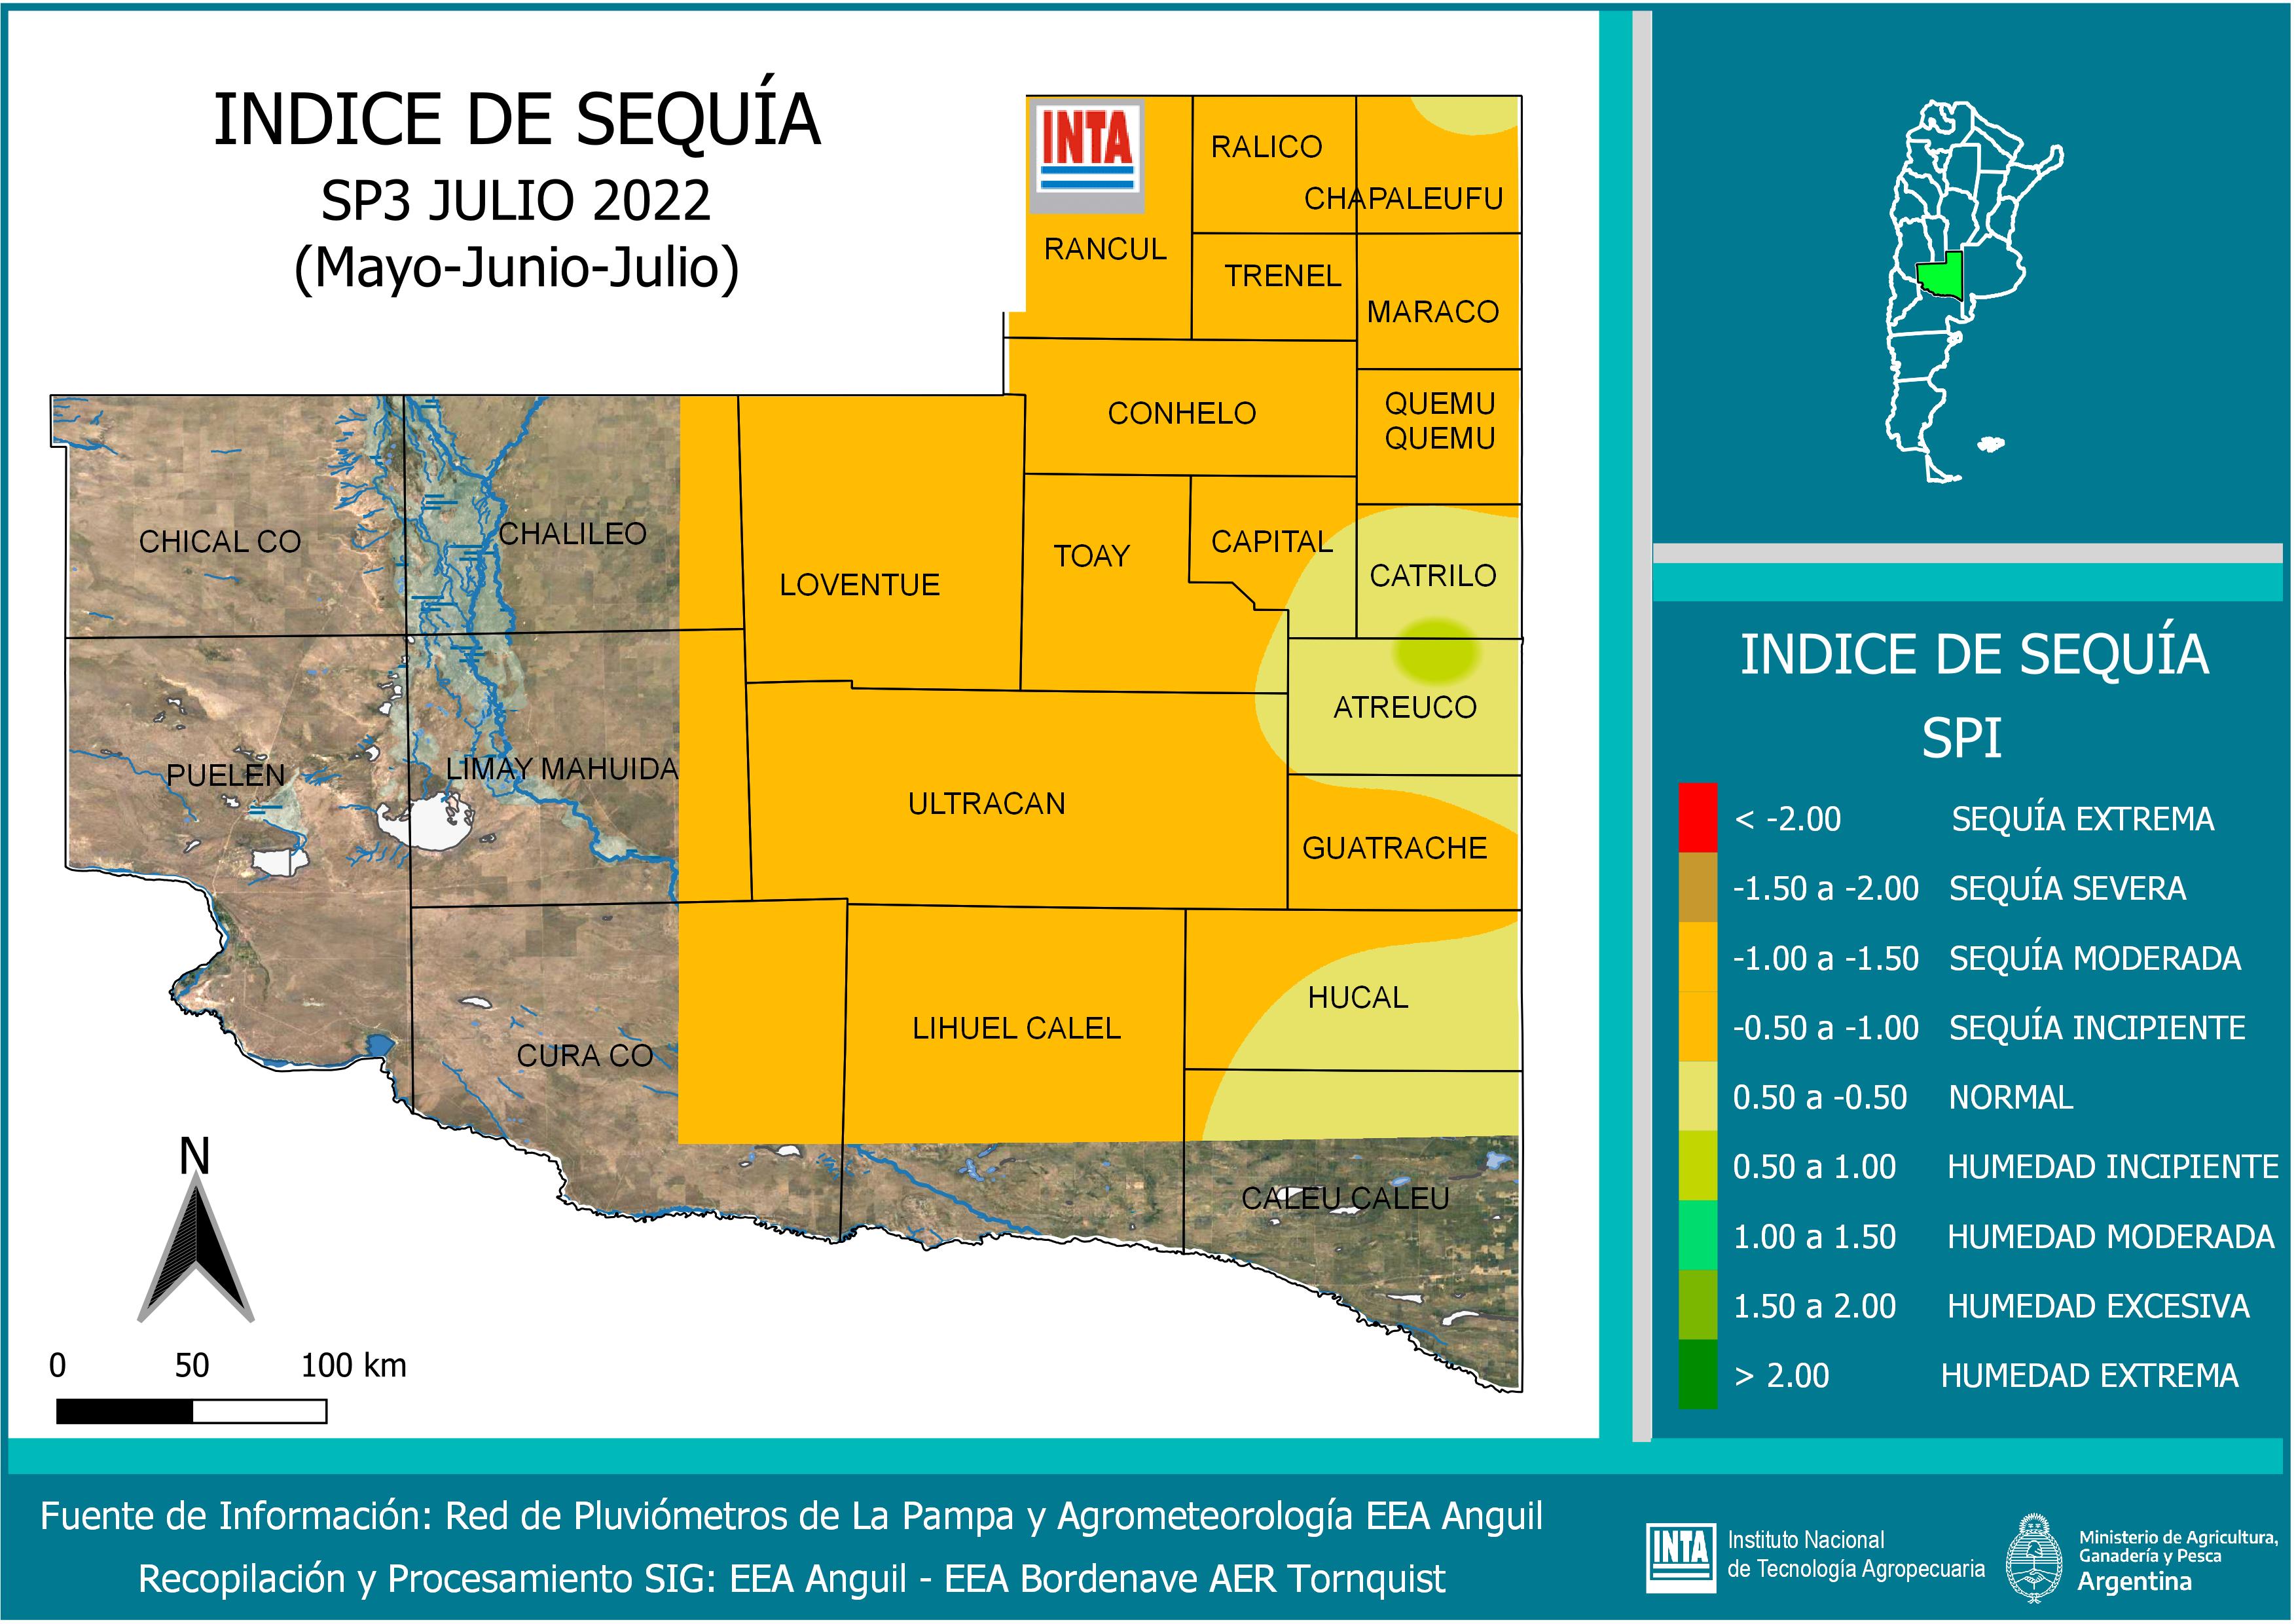 INDICE DE SEQUÍA
SP3 JULIO 2022
(Mayo-Junio-Julio)
INTA
RALICO
CHAPALEUFU
RANCUL
TRENEL
MARACO
CONHELO
QUEMU
QUEMU
CHICAL CO
CHALILEO
LOVENTUE
TOAY
CAPITAL
CATRILO
ATREUCO
PUELEN
LIMAY MAHUIDA
ULTRACAN
GUATRACHE
HUCAL
LIHUEL CALEL
CURA CO
CALEU CALEU
N
0 50 100 km
INDICE DE SEQUÍA
SPI
< -2.00 SEQUÍA EXTREMA
-1.50 a -2.00 SEQUÍA SEVERA
-1.00 a -1.50 SEQUÍA MODERADA
-0.50 a -1.00 SEQUÍA INCIPIENTE
0.50 a -0.50 NORMAL
0.50 a 1.00 HUMEDAD INCIPIENTE
1.00 a 1.50 HUMEDAD MODERADA
1.50 a 2.00 HUMEDAD EXCESIVA
> 2.00 HUMEDAD EXTREMA
Fuente de Información: Red de Pluviómetros de La Pampa y Agrometeorología EEA Anguil
Recopilación y Procesamiento SIG: EEA Anguil - EEA Bordenave AER Tornquist
INTA
Instituto Nacional
de Tecnología Agropecuaria
Ministerio de Agricultura,
Ganadería y Pesca
Argentina